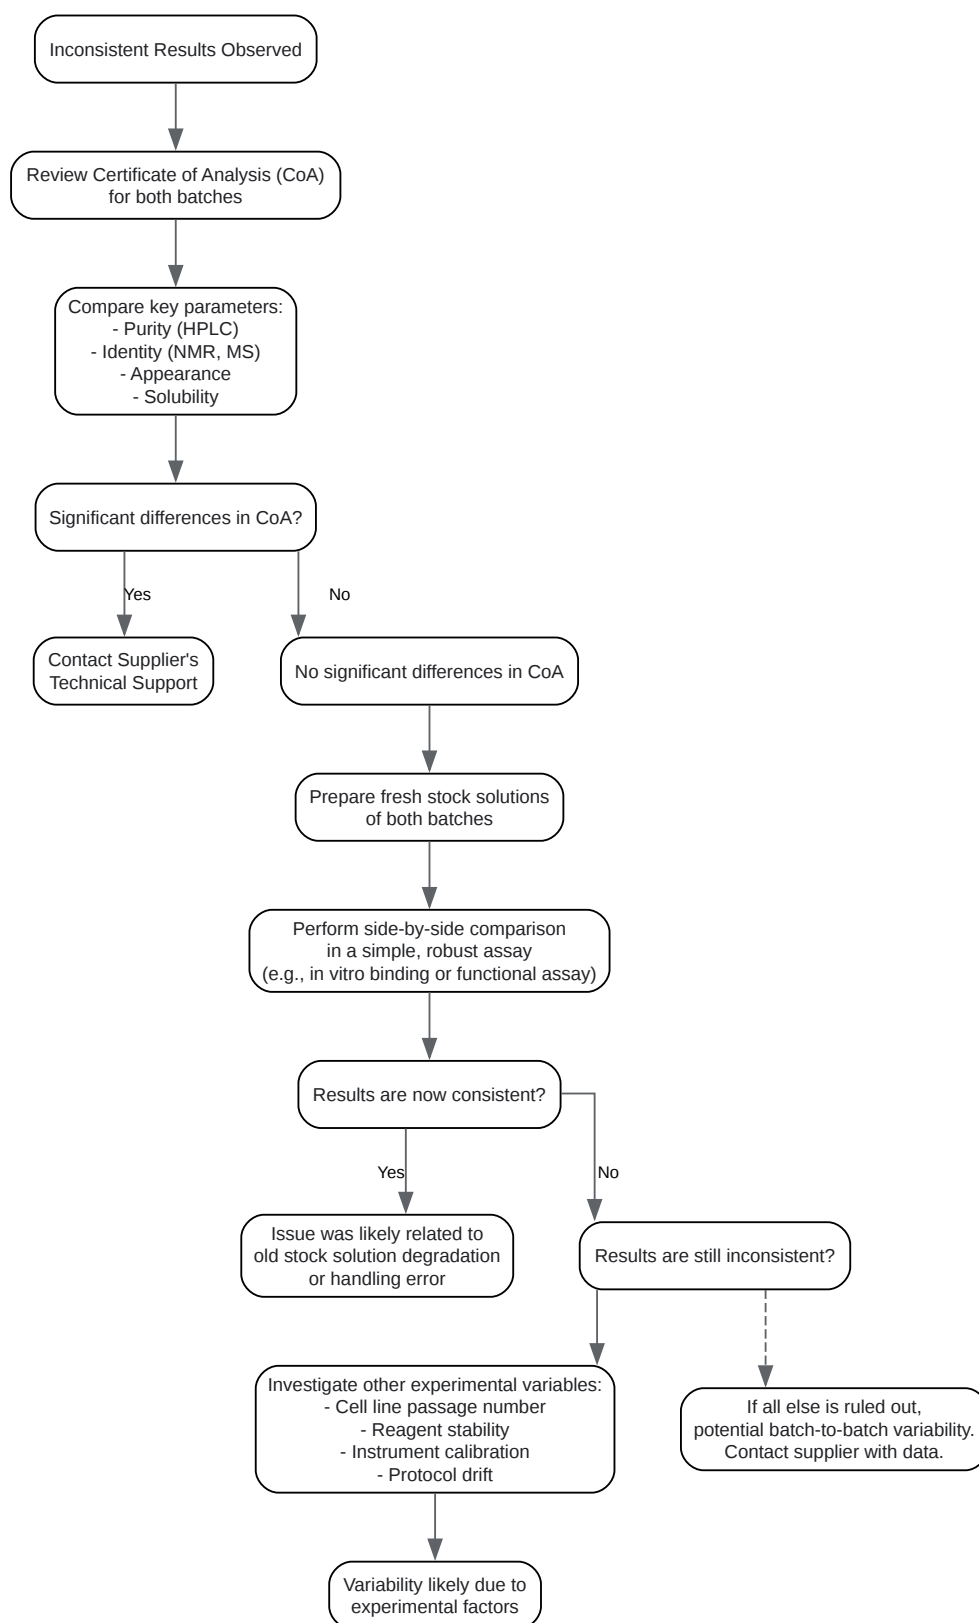 Inconsistent Results Observed
Review Certificate of Analysis (CoA)
for both batches
Compare key parameters:
- Purity (HPLC)
- Identity (NMR, MS)
- Appearance
- Solubility
Significant differences in CoA?
Yes
No
Contact Supplier's
Technical Support
No significant differences in CoA
Prepare fresh stock solutions
of both batches
Perform side-by-side comparison
in a simple, robust assay
(e.g., in vitro binding or functional assay)
Results are now consistent?
Yes
No
Issue was likely related to
old stock solution degradation
or handling error
Results are still inconsistent?
Investigate other experimental variables:
- Cell line passage number
- Reagent stability
- Instrument calibration
- Protocol drift
If all else is ruled out,
potential batch-to-batch variability.
Contact supplier with data.
Variability likely due to
experimental factors